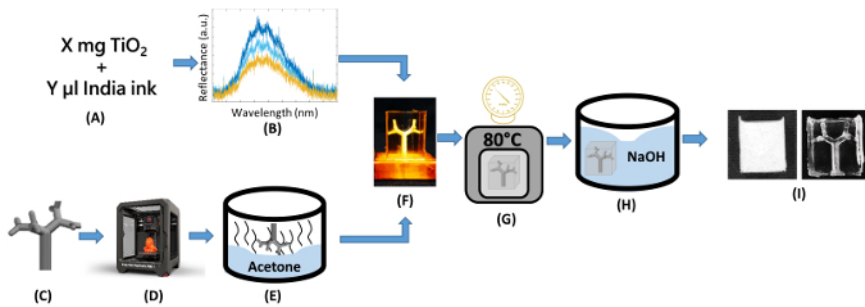 X mg TiO₂
+
Y µl India ink
(A)
Reflectance (a.u.)
Wavelength (nm)
(B)
(C)
(D)
Acetone
(E)
(F)
80°C
(G)
NaOH
(H)
(I)